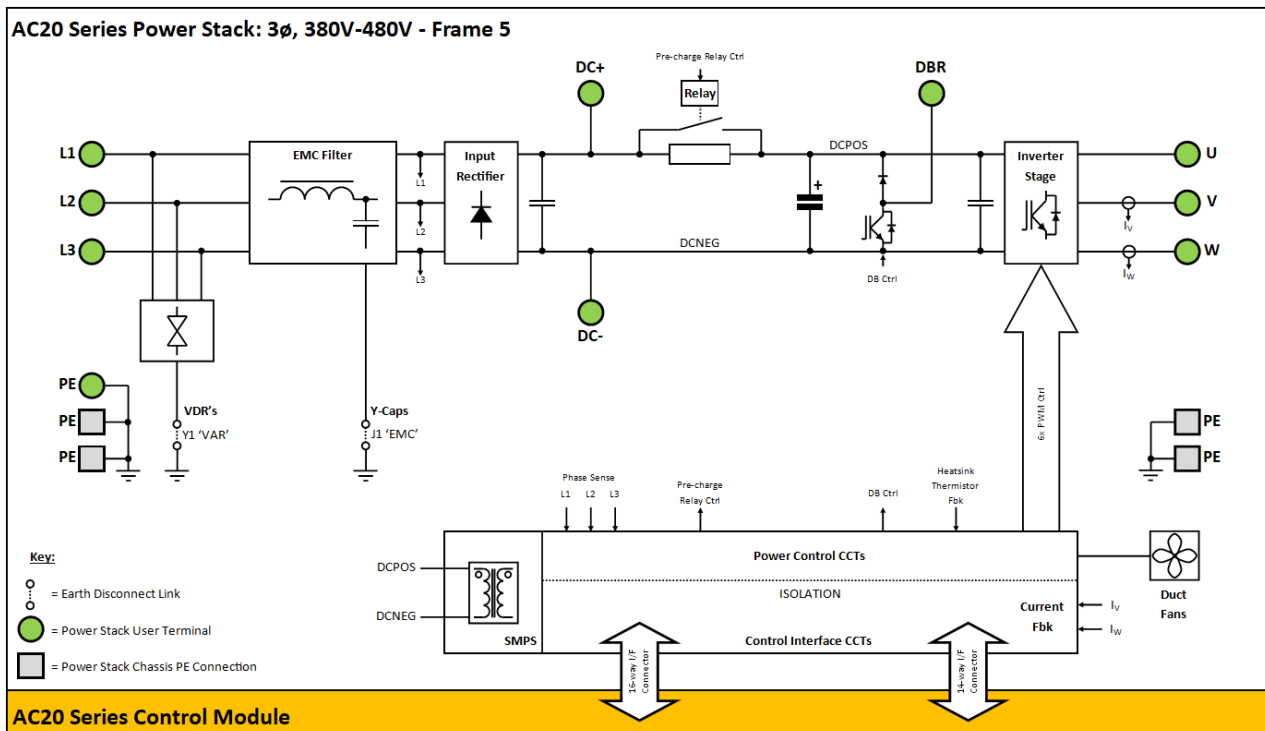 AC20 Series Power Stack: 3ø, 380V-480V - Frame 5
DC+
Pre-charge Relay Ctrl
DBR
Relay
L1
EMC Filter
L1
Input
Rectifier
DCPOS
Inverter
Stage
U
L2
L2
+
V
IV
L3
L3
DCNEG
DB Ctrl
W
IW
DC-
PE
PE
PE
VDR's
Y1 'VAR'
Y-Caps
J1 'EMC'
6x PWM Ctrl
PE
PE
Phase Sense
L1 L2 L3
Pre-charge
Relay Ctrl
DB Ctrl
Heatsink
Thermistor
Fbk
Key:
= Earth Disconnect Link
= Power Stack User Terminal
= Power Stack Chassis PE Connection
DCPOS
DCNEG
SMPS
Power Control CCTs
ISOLATION
Control Interface CCTs
Current
Fbk
IV
IW
Duct
Fans
16-way I/F
Connector
14-way I/F
Connector
AC20 Series Control Module